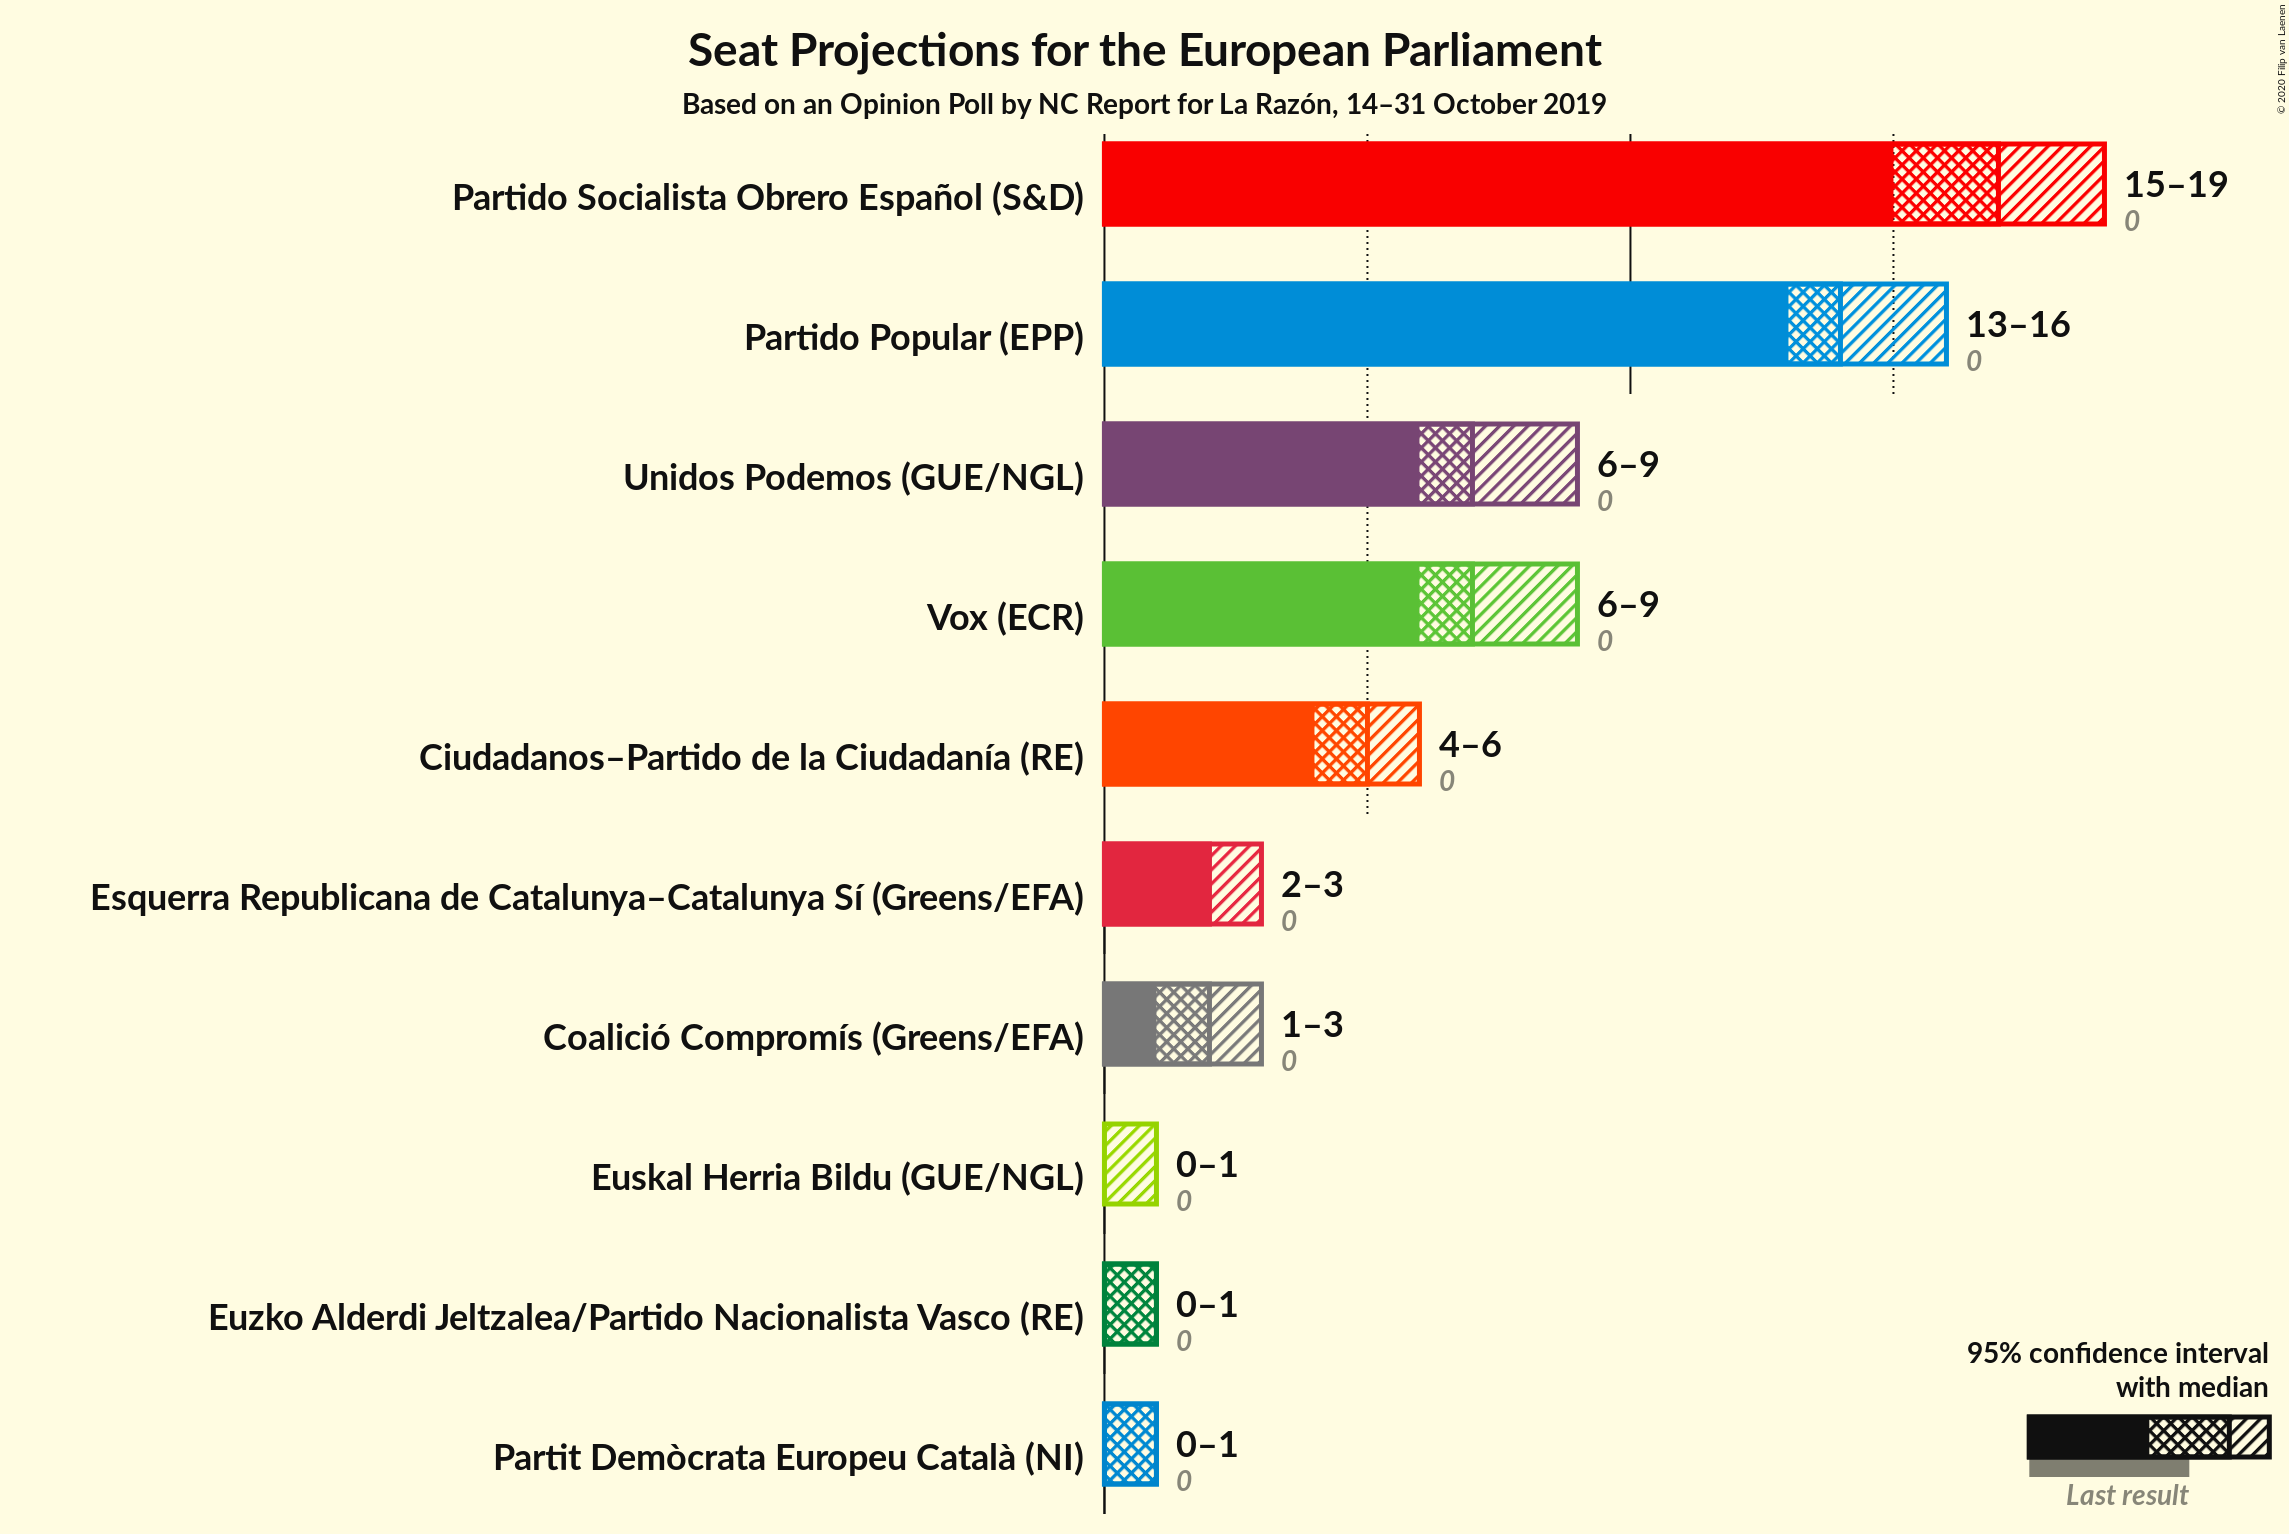 Seat Projections for the European Parliament
Based on an Opinion Poll by NC Report for La Razón, 14–31 October 2019
© 2020 Filip van Laenen
Partido Socialista Obrero Español (S&D)
15–19
0
Partido Popular (EPP)
13–16
0
Unidos Podemos (GUE/NGL)
6–9
0
Vox (ECR)
6–9
0
Ciudadanos–Partido de la Ciudadanía (RE)
4–6
0
Esquerra Republicana de Catalunya–Catalunya Sí (Greens/EFA)
2–3
0
Coalició Compromís (Greens/EFA)
1–3
0
Euskal Herria Bildu (GUE/NGL)
0–1
0
Euzko Alderdi Jeltzalea/Partido Nacionalista Vasco (RE)
0–1
0
Partit Demòcrata Europeu Català (NI)
0–1
0
95% confidence interval
with median
Last result